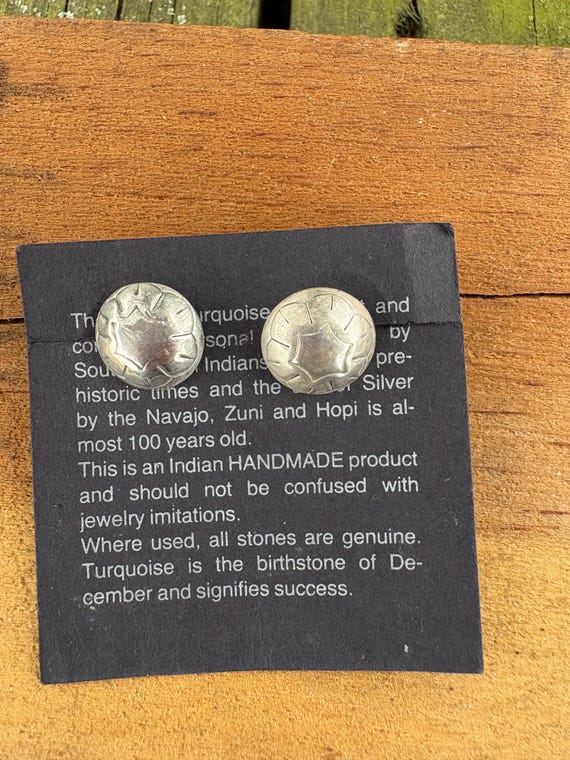 Th urquoise and
co sonal by
Sou Indians pre-
historic times and the Silver
by the Navajo, Zuni and Hopi is al-
most 100 years old.
This is an Indian HANDMADE product
and should not be confused with
jewelry imitations.
Where used, all stones are genuine.
Turquoise is the birthstone of De-
cember and signifies success.